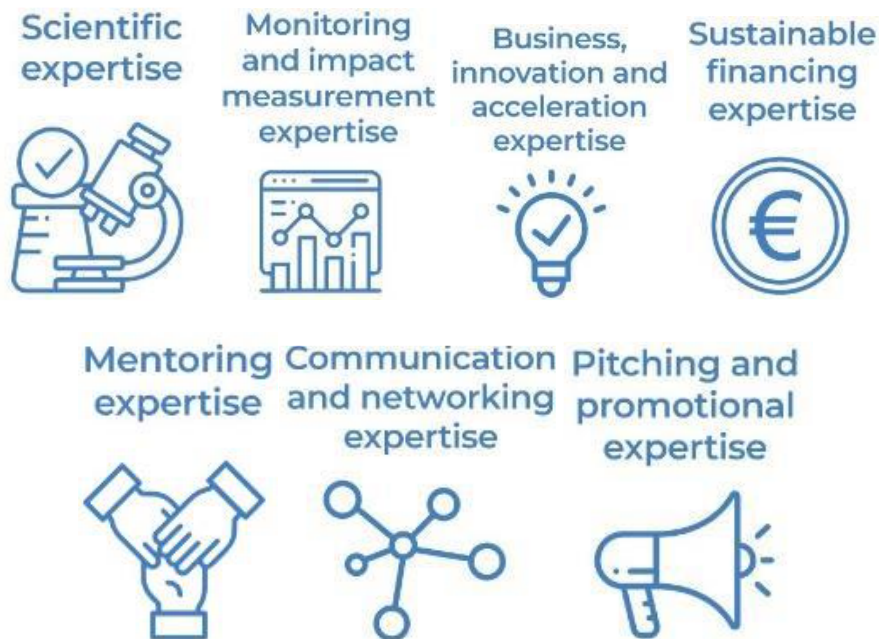 Scientific
expertise
Monitoring
and impact
measurement
expertise
Business,
innovation and
acceleration
expertise
Sustainable
financing
expertise
€
Mentoring
expertise
Communication
and networking
expertise
Pitching and
promotional
expertise